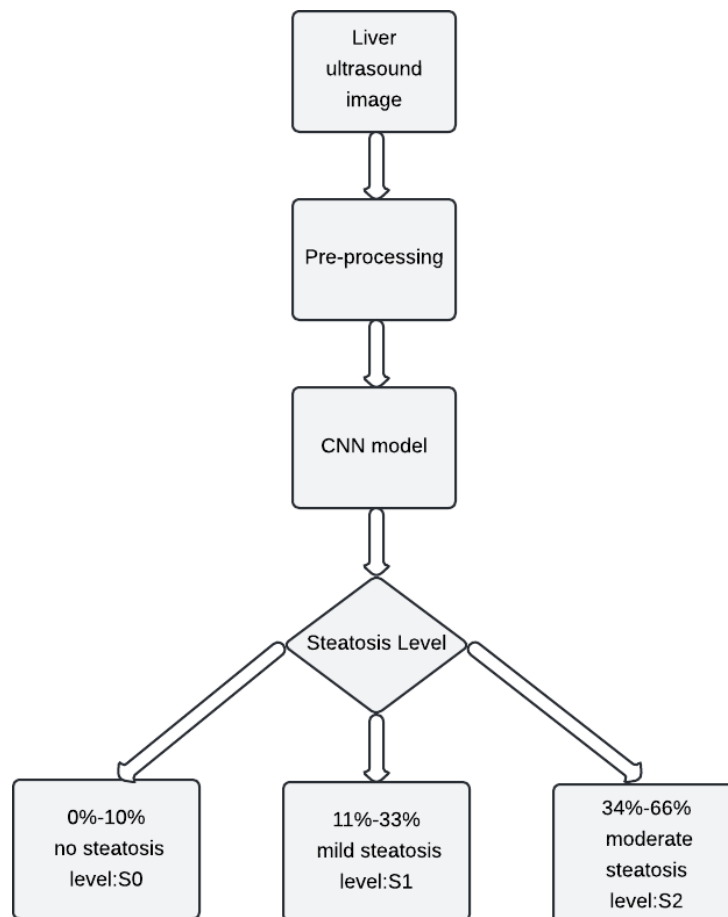 Liver
ultrasound
image
Pre-processing
CNN model
Steatosis Level
0%-10%
no steatosis
level:S0
11%-33%
mild steatosis
level:S1
34%-66%
moderate
steatosis
level:S2